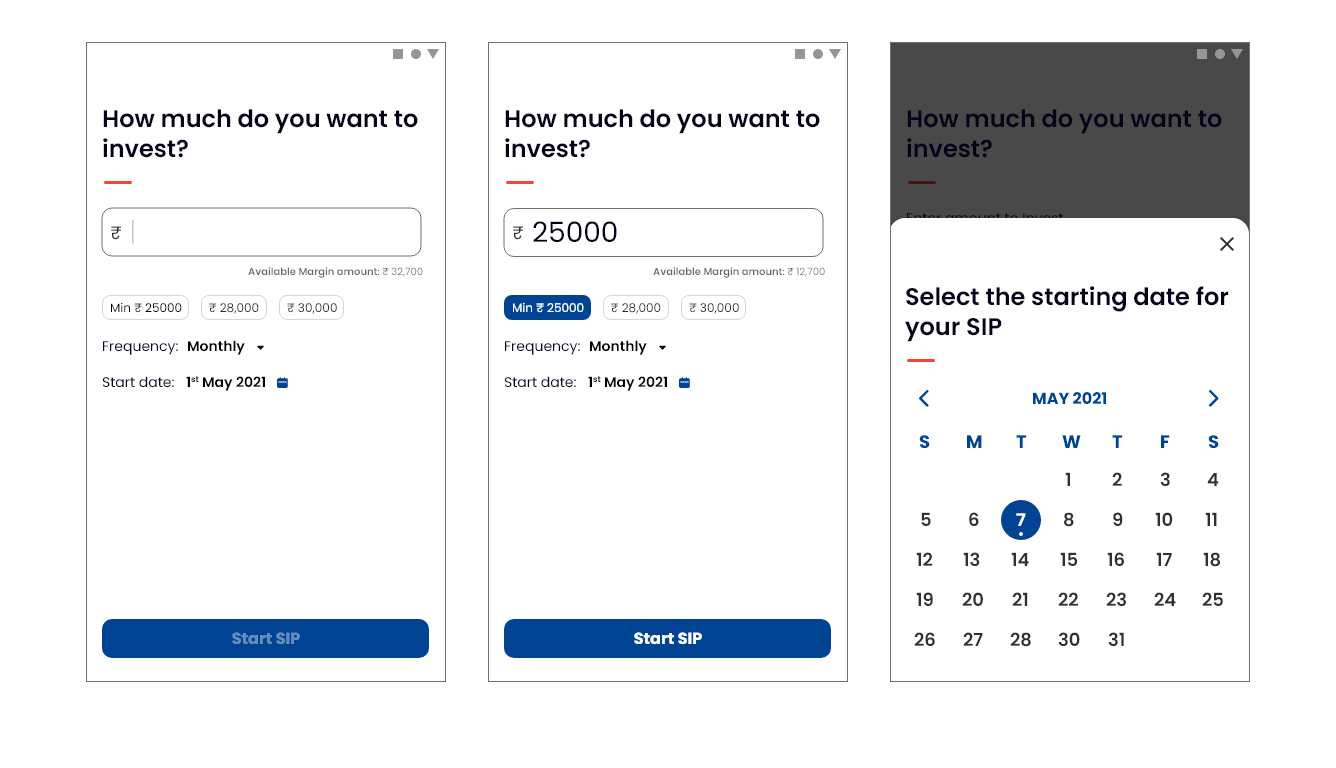 How much do you want to
invest?
₹
Available Margin amount: ₹ 32,700
Min ₹ 25000 ₹ 28,000 ₹ 30,000
Frequency: Monthly
Start date: 1st May 2021
Start SIP
How much do you want to
invest?
₹ 25000
Available Margin amount: ₹ 12,700
Min ₹ 25000 ₹ 28,000 ₹ 30,000
Frequency: Monthly
Start date: 1st May 2021
Start SIP
How much do you want to
invest?
Enter amount to invest
Select the starting date for
your SIP
MAY 2021
S M T W T F S
1 2 3 4
5 6 7 8 9 10 11
12 13 14 15 16 17 18
19 20 21 22 23 24 25
26 27 28 30 31